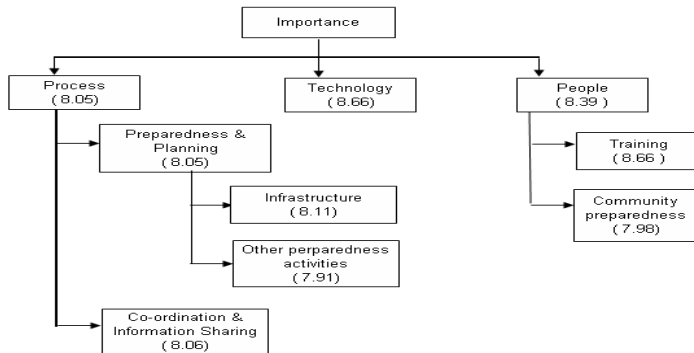 Importance
Process
( 8.05)
Technology
(8.66)
People
( 8.39 )
Preparedness &
Planning
( 8.05)
Training
( 8.66 )
Infrastructure
( 8.11)
Community
preparedness
( 7.98)
Other perparedness
activities
( 7.91)
Co-ordination &
Information Sharing
( 8.06)